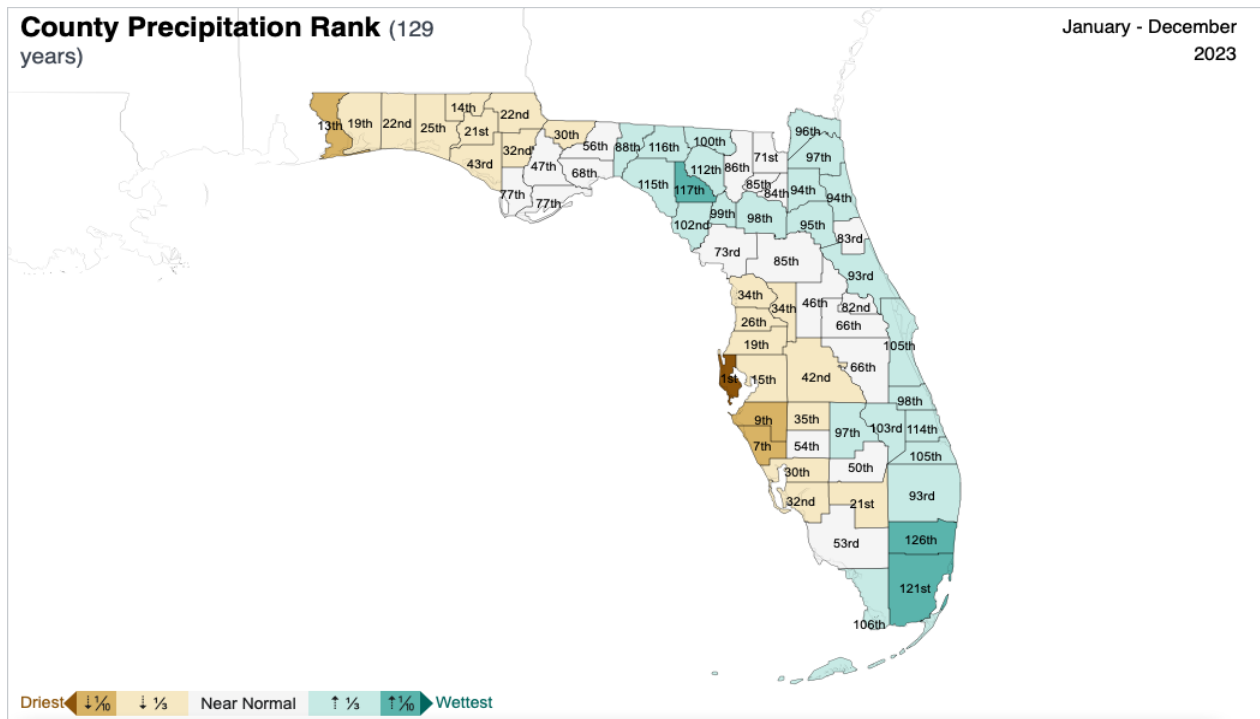 County Precipitation Rank (129
years)
January - December
2023
13th 19th 22nd 25th 14th 22nd
21st
43rd 32nd 30th
47th 56th 88th 116th 100th 71st 96th
68th 86th 97th
77th 77th 115th 117th 112th 85th 84th 94th 94th
102nd 99th 98th 95th
83rd
73rd 85th
93rd
34th 34th 46th 82nd
26th 66th
19th 105th
1st 15th 42nd 66th
98th
9th 35th 97th 103rd 114th
7th 54th
105th
30th 50th
32nd 21st 93rd
53rd 126th
121st
106th
Driest ↓⅒ ↓ ⅓ Near Normal ↑ ⅓ ↑⅒ Wettest